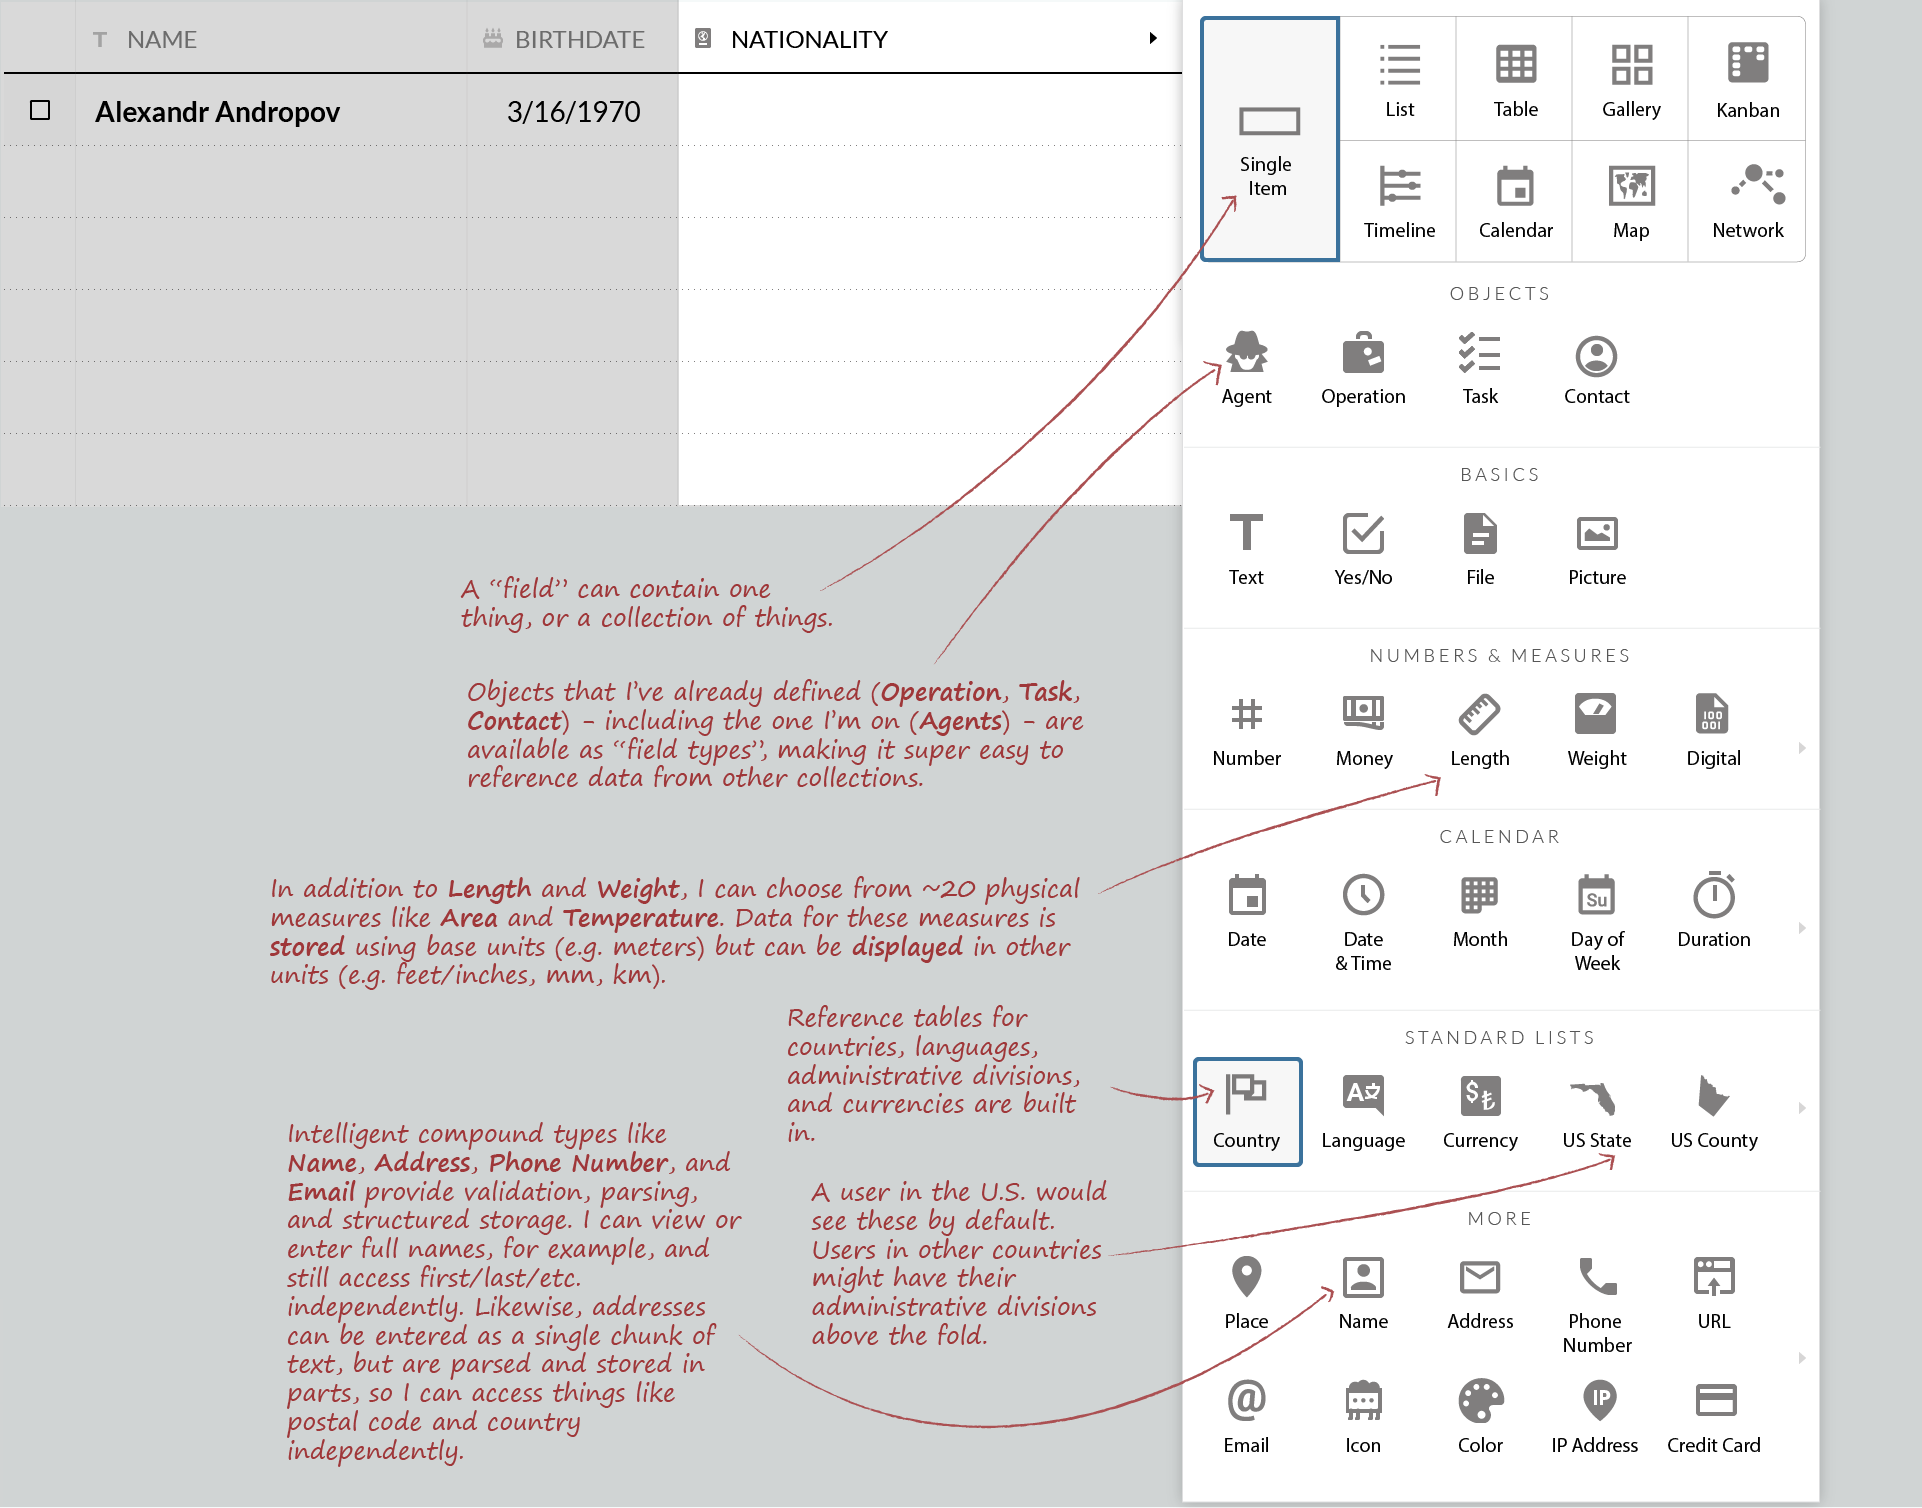 NAME
BIRTHDATE
NATIONALITY
Alexandr Andropov
3/16/1970
Single
Item
List
Table
Gallery
Kanban
Timeline
Calendar
Map
Network
OBJECTS
Agent
Operation
Task
Contact
BASICS
Text
Yes/No
File
Picture
NUMBERS & MEASURES
Number
Money
Length
Weight
100
001
Digital
CALENDAR
Date
Date
& Time
Month
Su
Day of
Week
Duration
STANDARD LISTS
Country
Language
Currency
US State
US County
MORE
Place
Name
Address
Phone
Number
URL
Email
Icon
Color
IP
IP Address
Credit Card
A “field” can contain one
thing, or a collection of things.
Objects that I’ve already defined (Operation, Task,
Contact) – including the one I’m on (Agents) – are
available as “field types”, making it super easy to
reference data from other collections.
In addition to Length and Weight, I can choose from ~20 physical
measures like Area and Temperature. Data for these measures is
stored using base units (e.g. meters) but can be displayed in other
units (e.g. feet/inches, mm, km).
Reference tables for
countries, languages,
administrative divisions,
and currencies are built
in.
Intelligent compound types like
Name, Address, Phone Number, and
Email provide validation, parsing,
and structured storage. I can view or
enter full names, for example, and
still access first/last/etc.
independently. Likewise, addresses
can be entered as a single chunk of
text, but are parsed and stored in
parts, so I can access things like
postal code and country
independently.
A user in the U.S. would
see these by default.
Users in other countries
might have their
administrative divisions
above the fold.